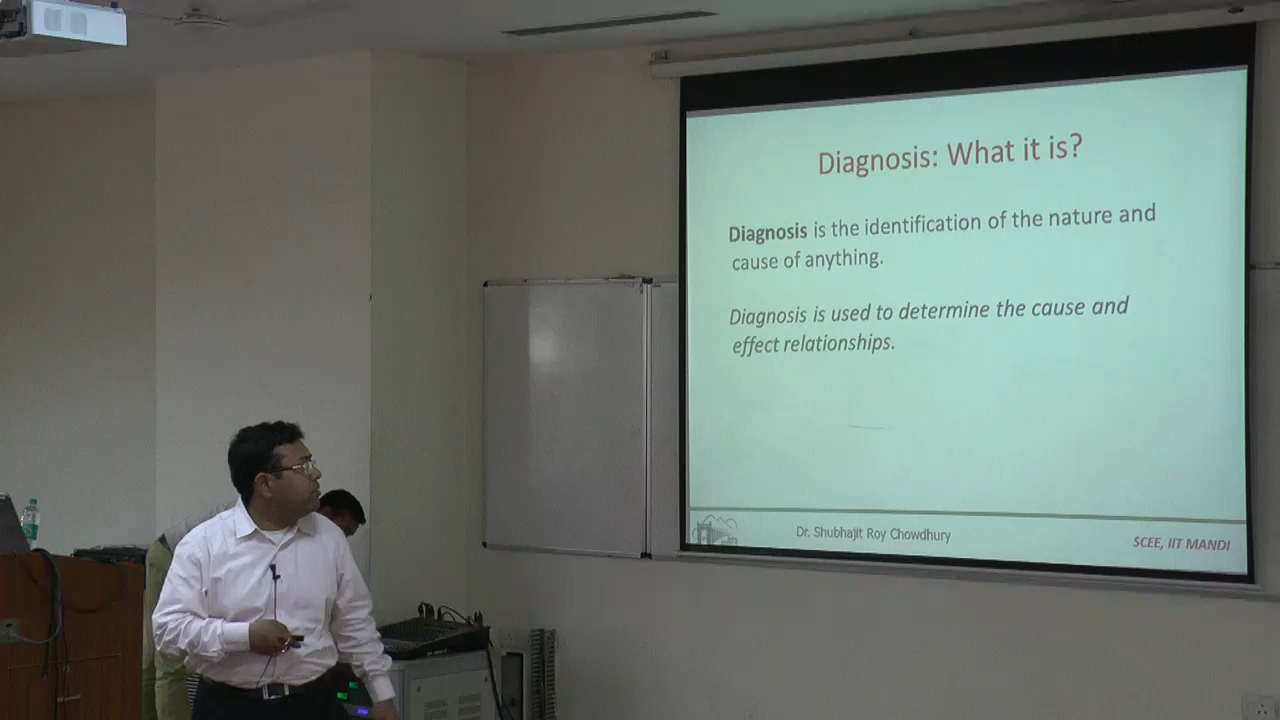 Diagnosis: What it is?
Diagnosis is the identification of the nature and
cause of anything.
Diagnosis is used to determine the cause and
effect relationships.
Dr. Shubhajit Roy Chowdhury
SCEE, IIT MANDI